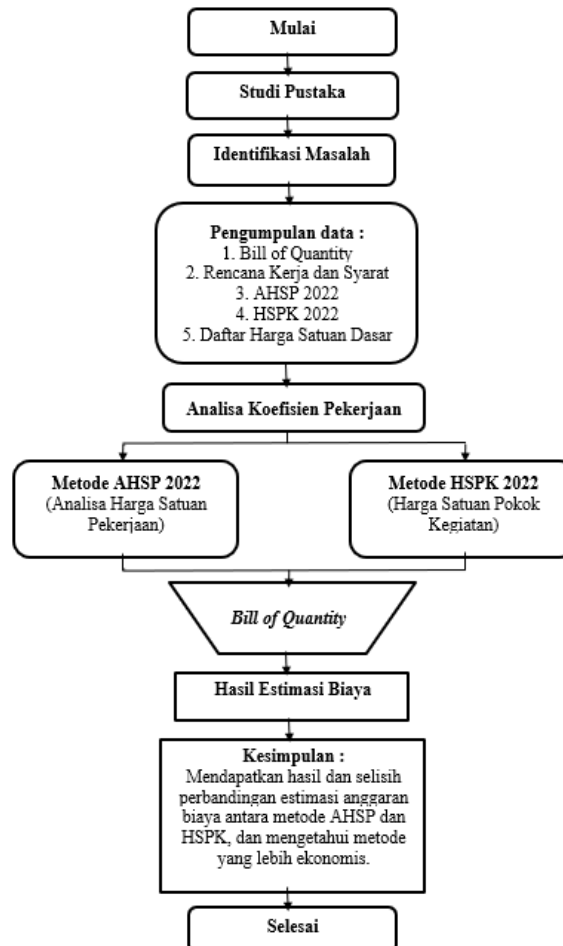 Mulai
Studi Pustaka
Identifikasi Masalah
Pengumpulan data :
1. Bill of Quantity
2. Rencana Kerja dan Syarat
3. AHSP 2022
4. HSPK 2022
5. Daftar Harga Satuan Dasar
Analisa Koefisien Pekerjaan
Metode AHSP 2022
(Analisa Harga Satuan
Pekerjaan)
Metode HSPK 2022
(Harga Satuan Pokok
Kegiatan)
Bill of Quantity
Hasil Estimasi Biaya
Kesimpulan :
Mendapatkan hasil dan selisih
perbandingan estimasi anggaran
biaya antara metode AHSP dan
HSPK, dan mengetahui metode
yang lebih ekonomis.
Selesai